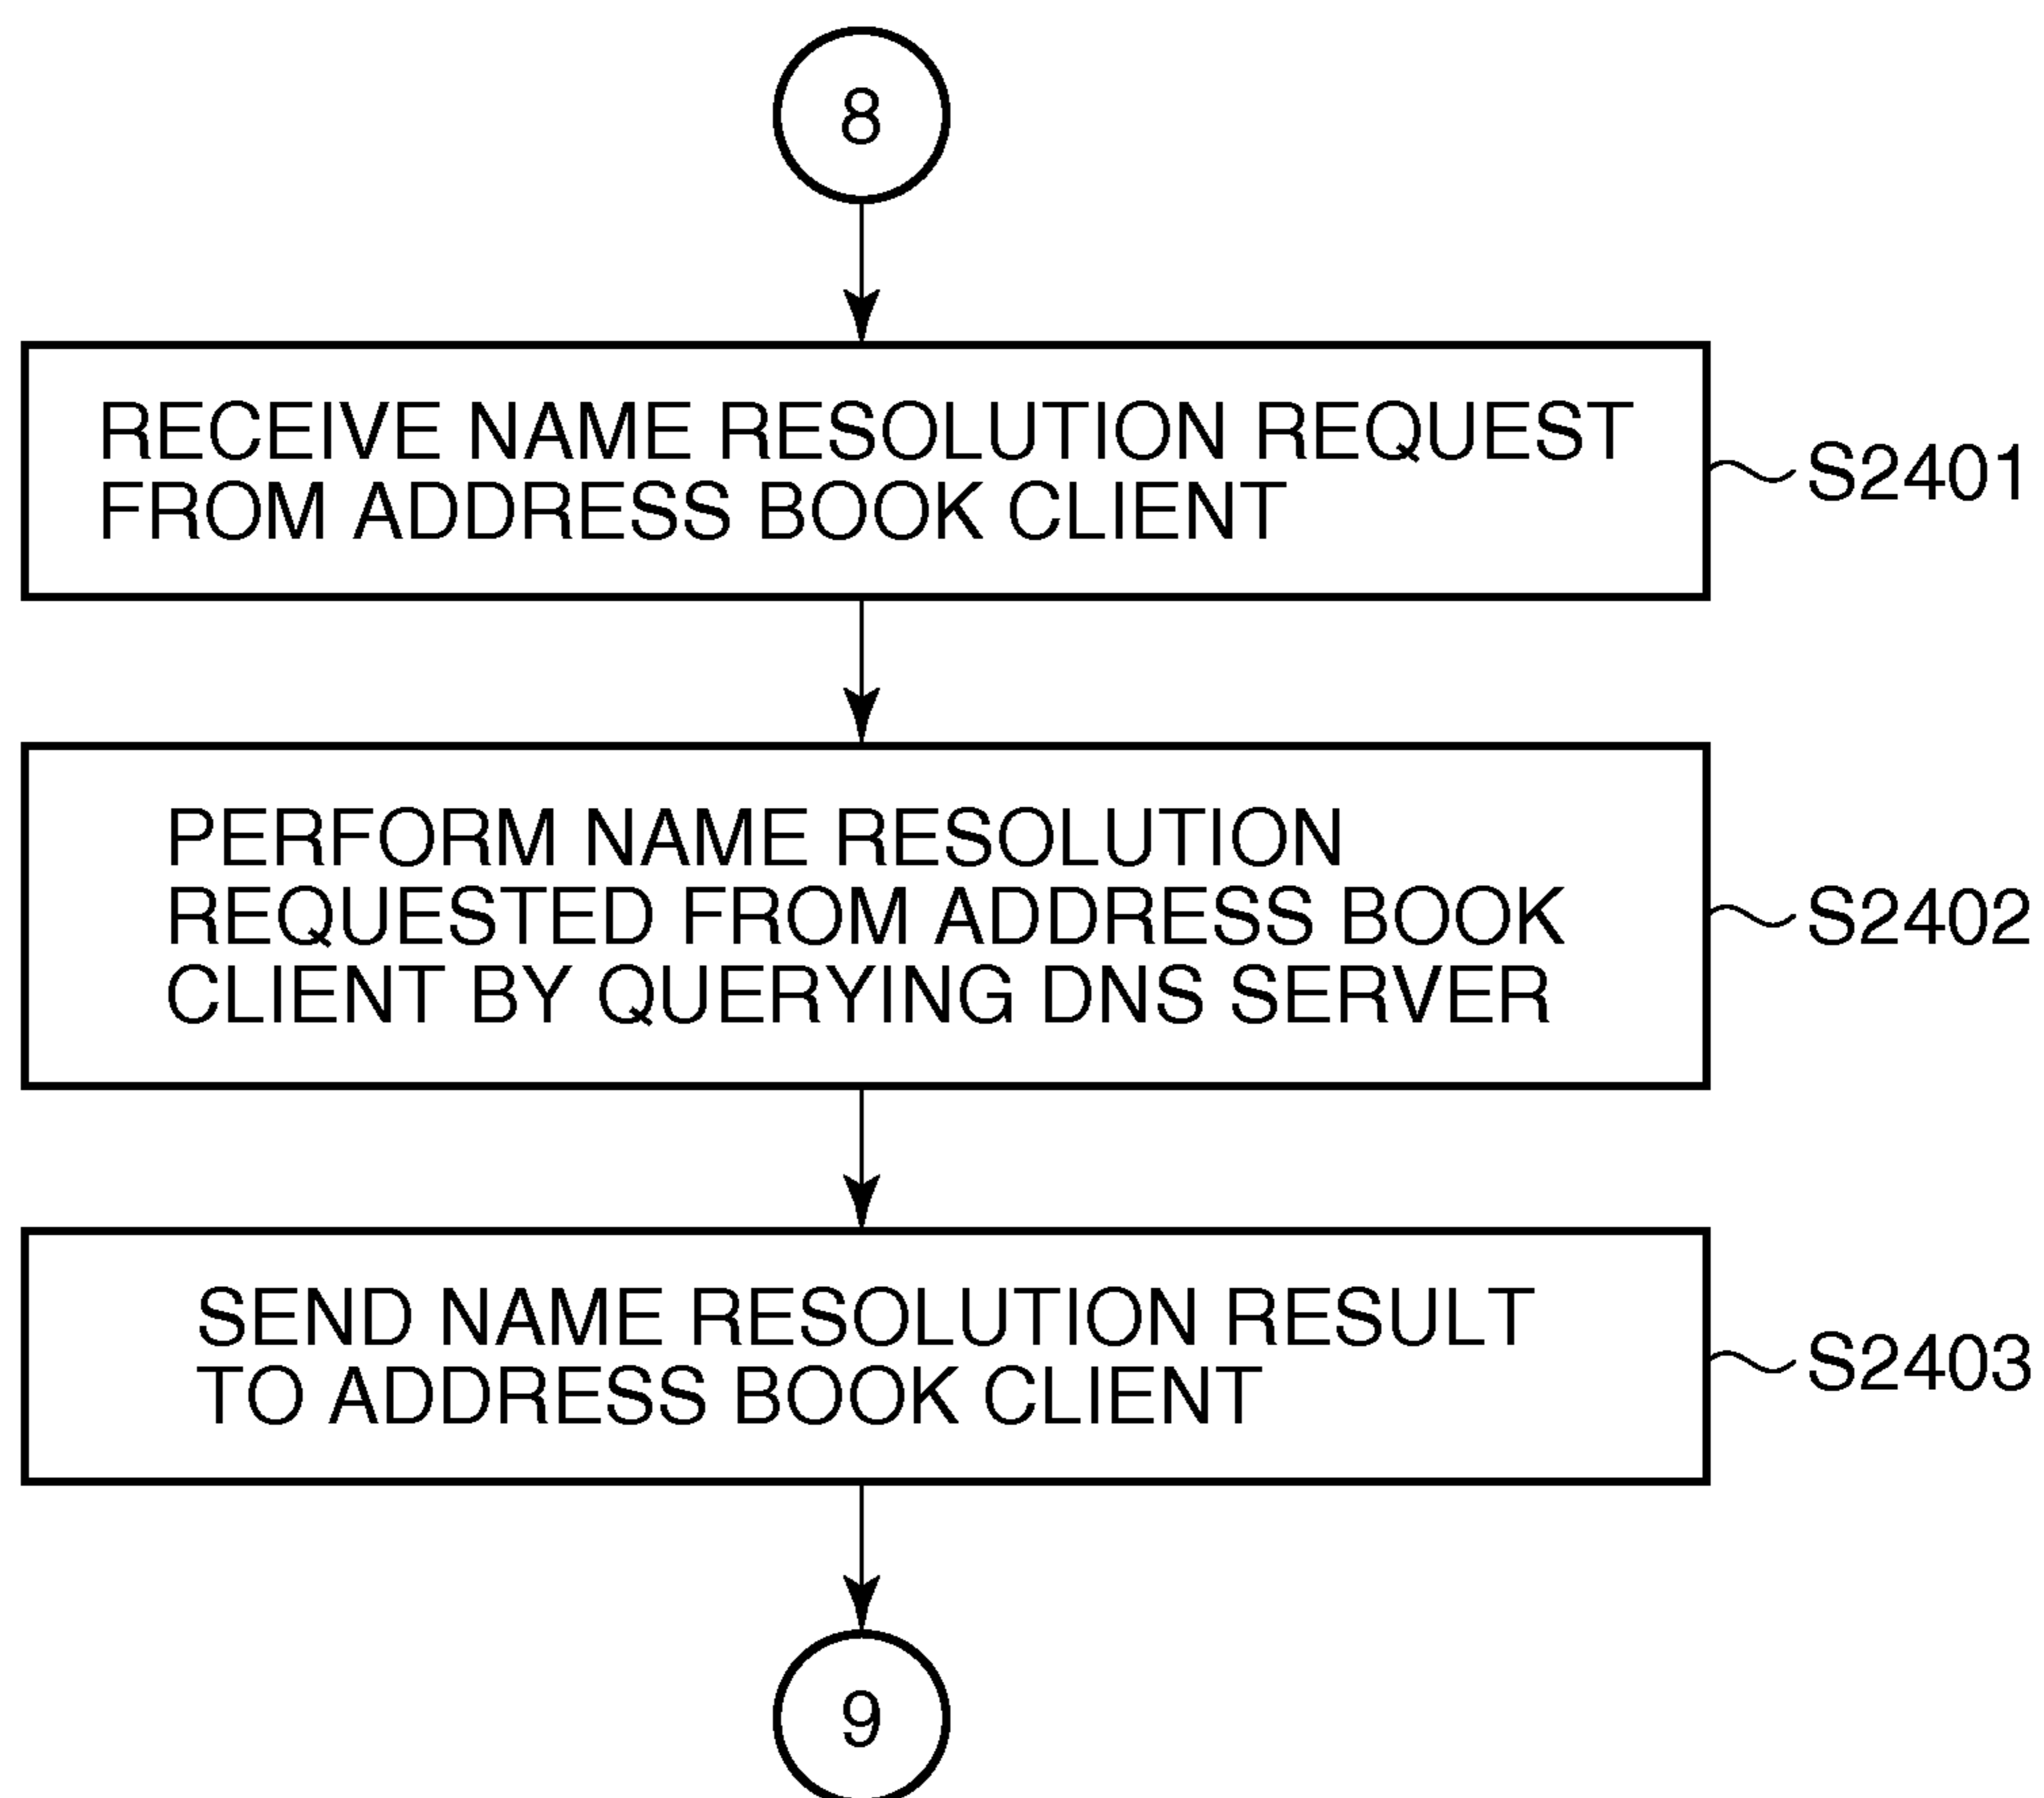 8
RECEIVE NAME RESOLUTION REQUEST
FROM ADDRESS BOOK CLIENT
S2401
PERFORM NAME RESOLUTION
REQUESTED FROM ADDRESS BOOK
CLIENT BY QUERYING DNS SERVER
S2402
SEND NAME RESOLUTION RESULT
TO ADDRESS BOOK CLIENT
S2403
9